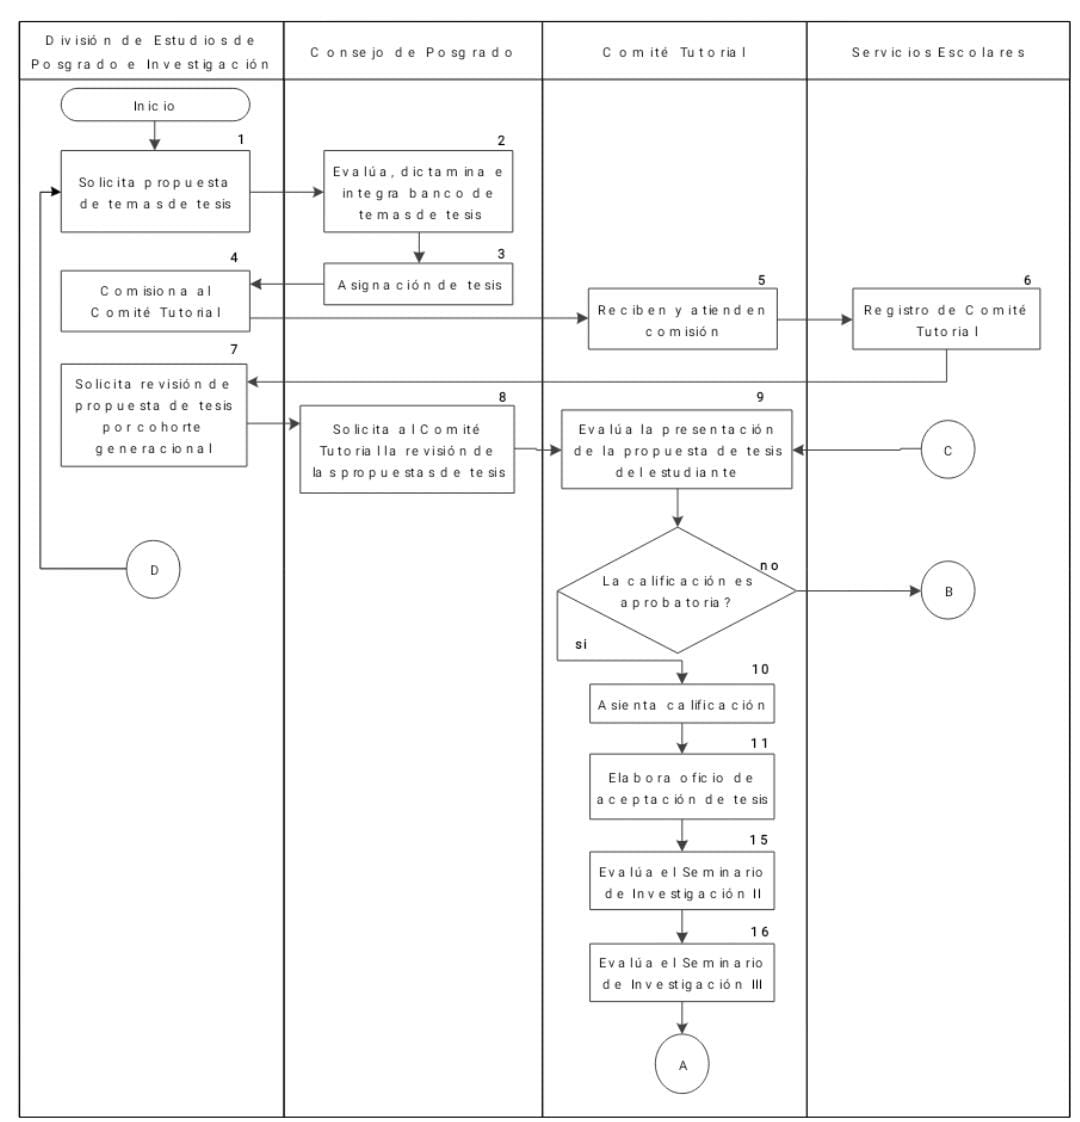 División de Estudios de
Posgrado e Investigación
Consejo de Posgrado
Comité Tutorial
Servicios Escolares
Inicio
1
Solicita propuesta
de temas de tesis
2
Evalúa, dictamina e
integra banco de
temas de tesis
3
Asignación de tesis
4
Comisiona al
Comité Tutorial
5
Reciben y atienden
comisión
6
Registro de Comité
Tutorial
7
Solicita revisión de
propuesta de tesis
por cohorte
generacional
8
Solicita al Comité
Tutorial la revisión de
las propuestas de tesis
9
Evalúa la presentación
de la propuesta de tesis
del estudiante
C
D
La calificación es
aprobatoria?
no
B
si
10
Asienta calificación
11
Elabora oficio de
aceptación de tesis
15
Evalúa el Seminario
de Investigación II
16
Evalúa el Seminario
de Investigación III
A